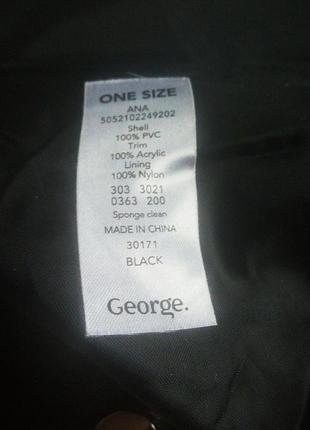 ONE SIZE
ANA
5052102249202
Shell
100% PVC
Trim
100% Acrylic
Lining
100% Nylon
303 3021
0363 200
Sponge clean
MADE IN CHINA
30171
BLACK
George.